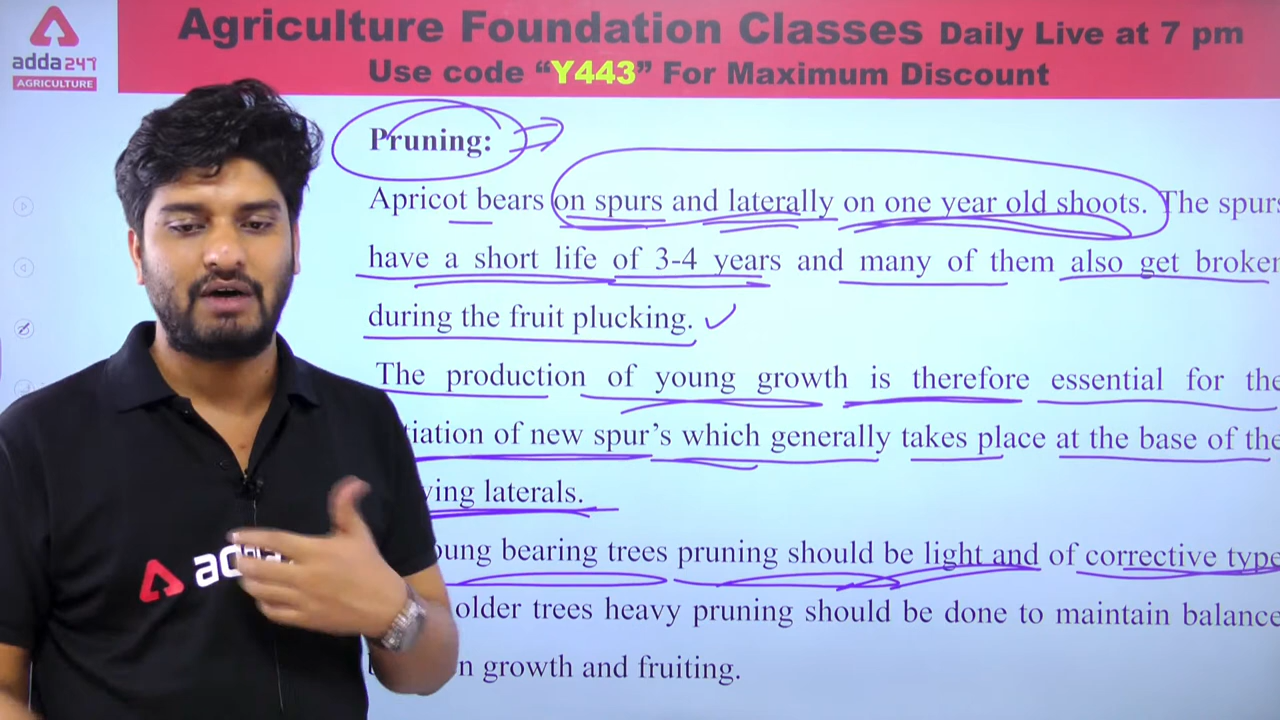 Agriculture Foundation Classes Daily Live at 7 pm
adda247
AGRICULTURE
Use code “Y443” For Maximum Discount
Pruning:
Apricot bears on spurs and laterally on one year old shoots. The spurs
have a short life of 3-4 years and many of them also get broken
during the fruit plucking.
The production of young growth is therefore essential for the
tiation of new spur’s which generally takes place at the base of the
ving laterals.
oung bearing trees pruning should be light and of corrective type
older trees heavy pruning should be done to maintain balance
n growth and fruiting.